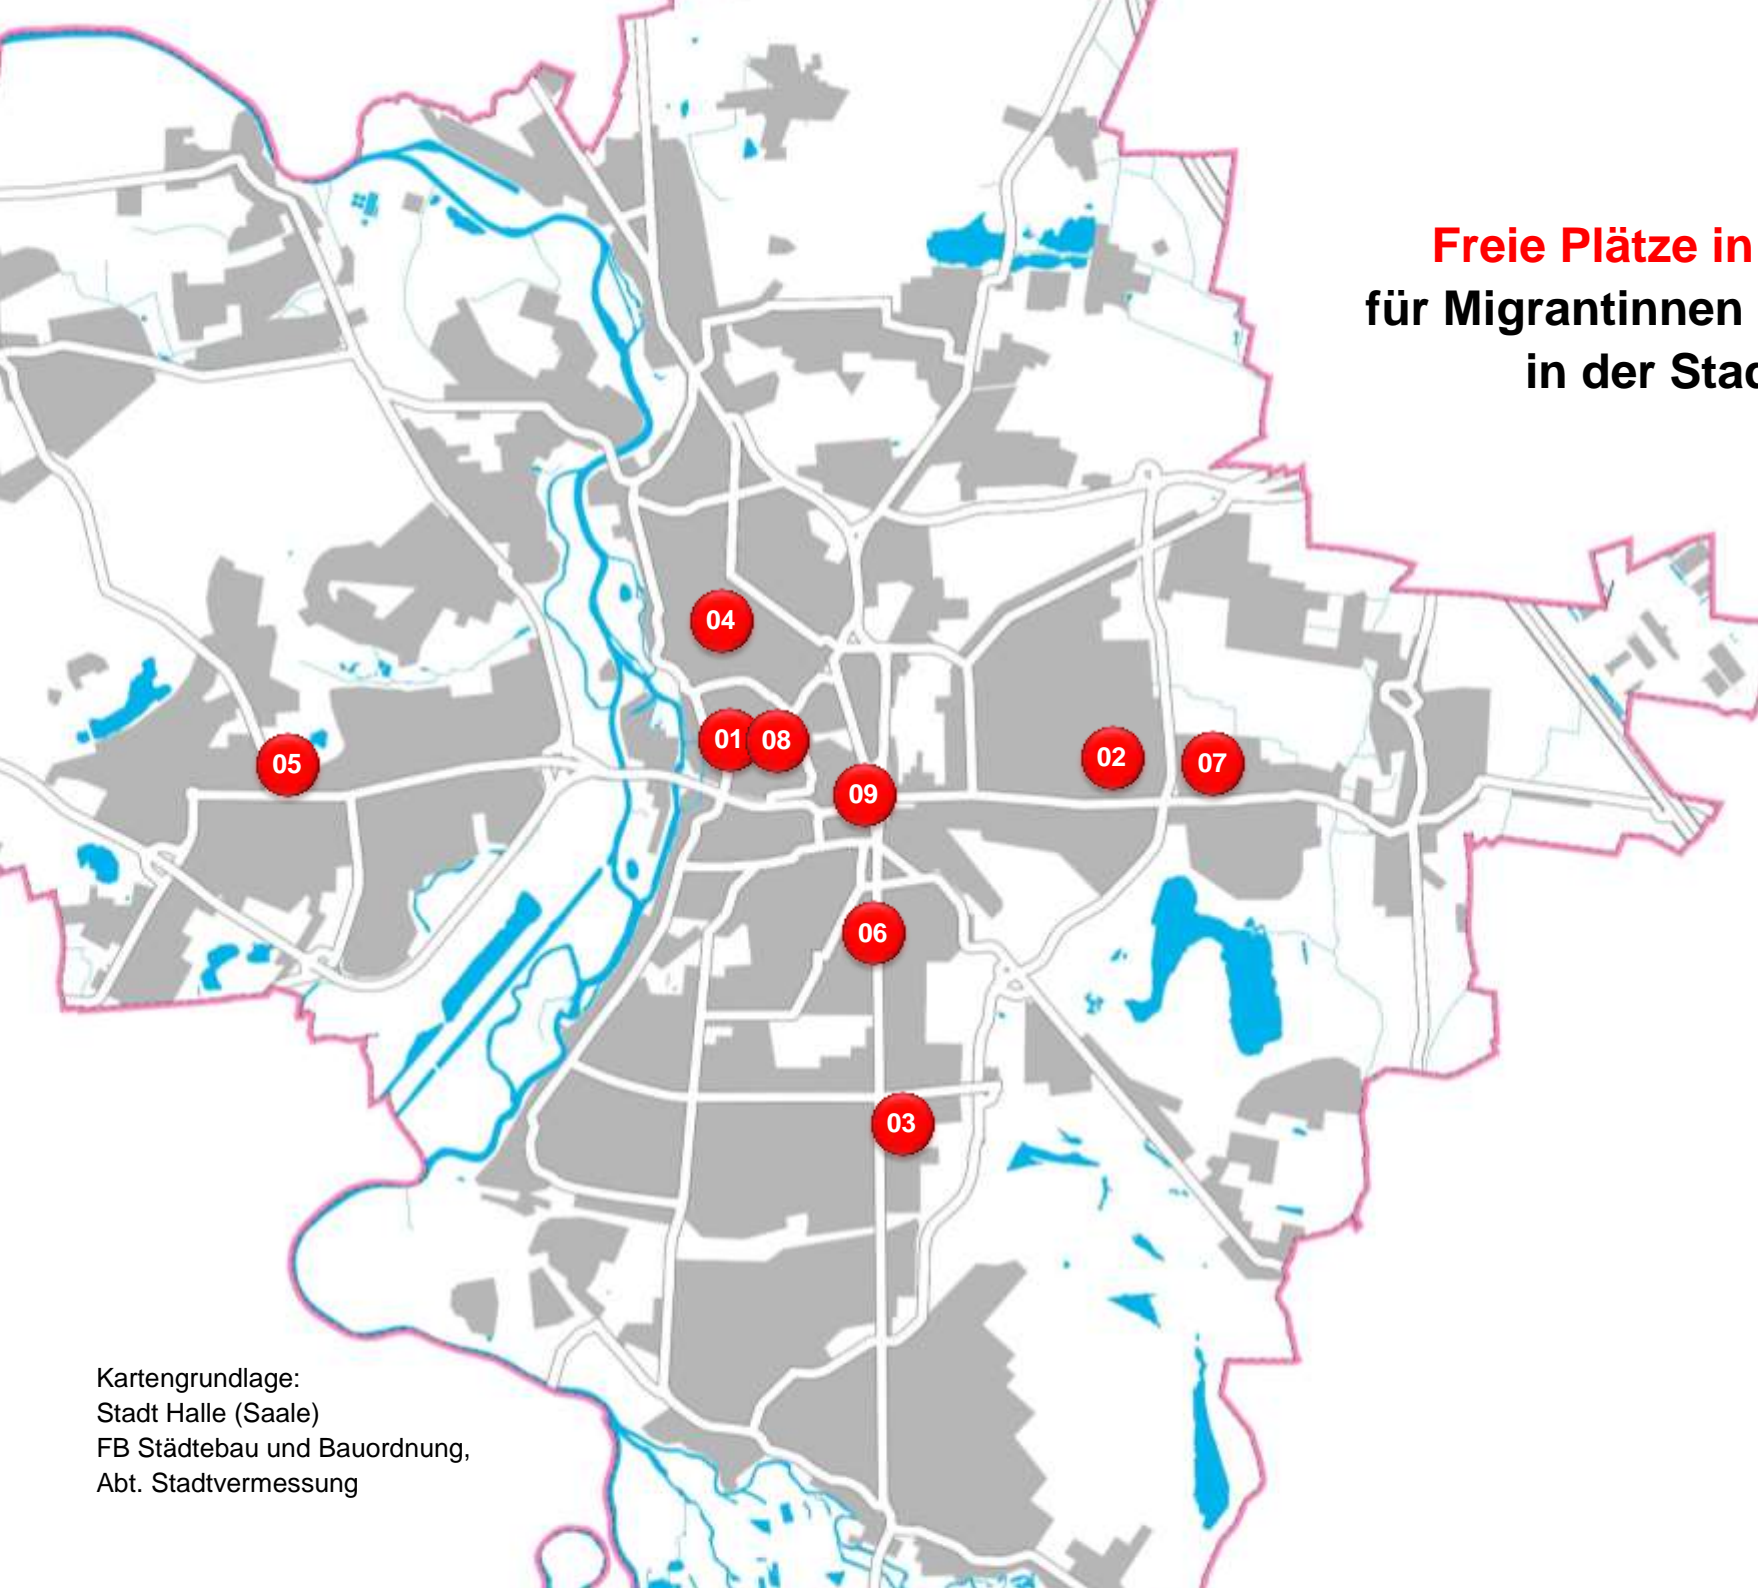 Freie Plätze in
für Migrantinnen
in der
04
01 08
05
02
07
09
06
03
Kartengrundlage:
Stadt Halle (Saale)
FB Städtebau und Bauordnung,
Abt. Stadtvermessung